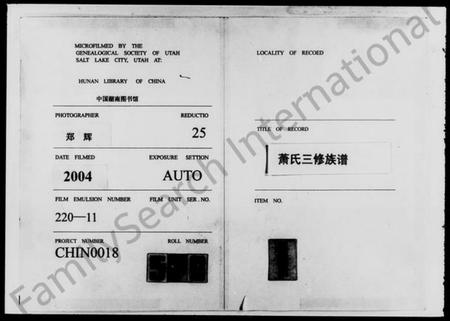 MICROFILMED BY THE
GENEALOGICAL SOCIETY OF UTAH
SALT LAKE CITY, UTAH AT:
HUNAN LIBRARY OF CHINA
中国湖南图书馆
PHOTOGRAPHER REDUCTIO
郑 辉 25
DATE FILMED EXPOSURE SETTION
2004 AUTO
FILM EMULSION NUMBER FILM UNIT SER. NO.
220—11
PROJECT NUMBER ROLL NUMBER
CHIN0018
LOCALITY OF RECOED
TITLE OF RECORD
萧氏三修族谱
ITEM NO.
FamilySearch International